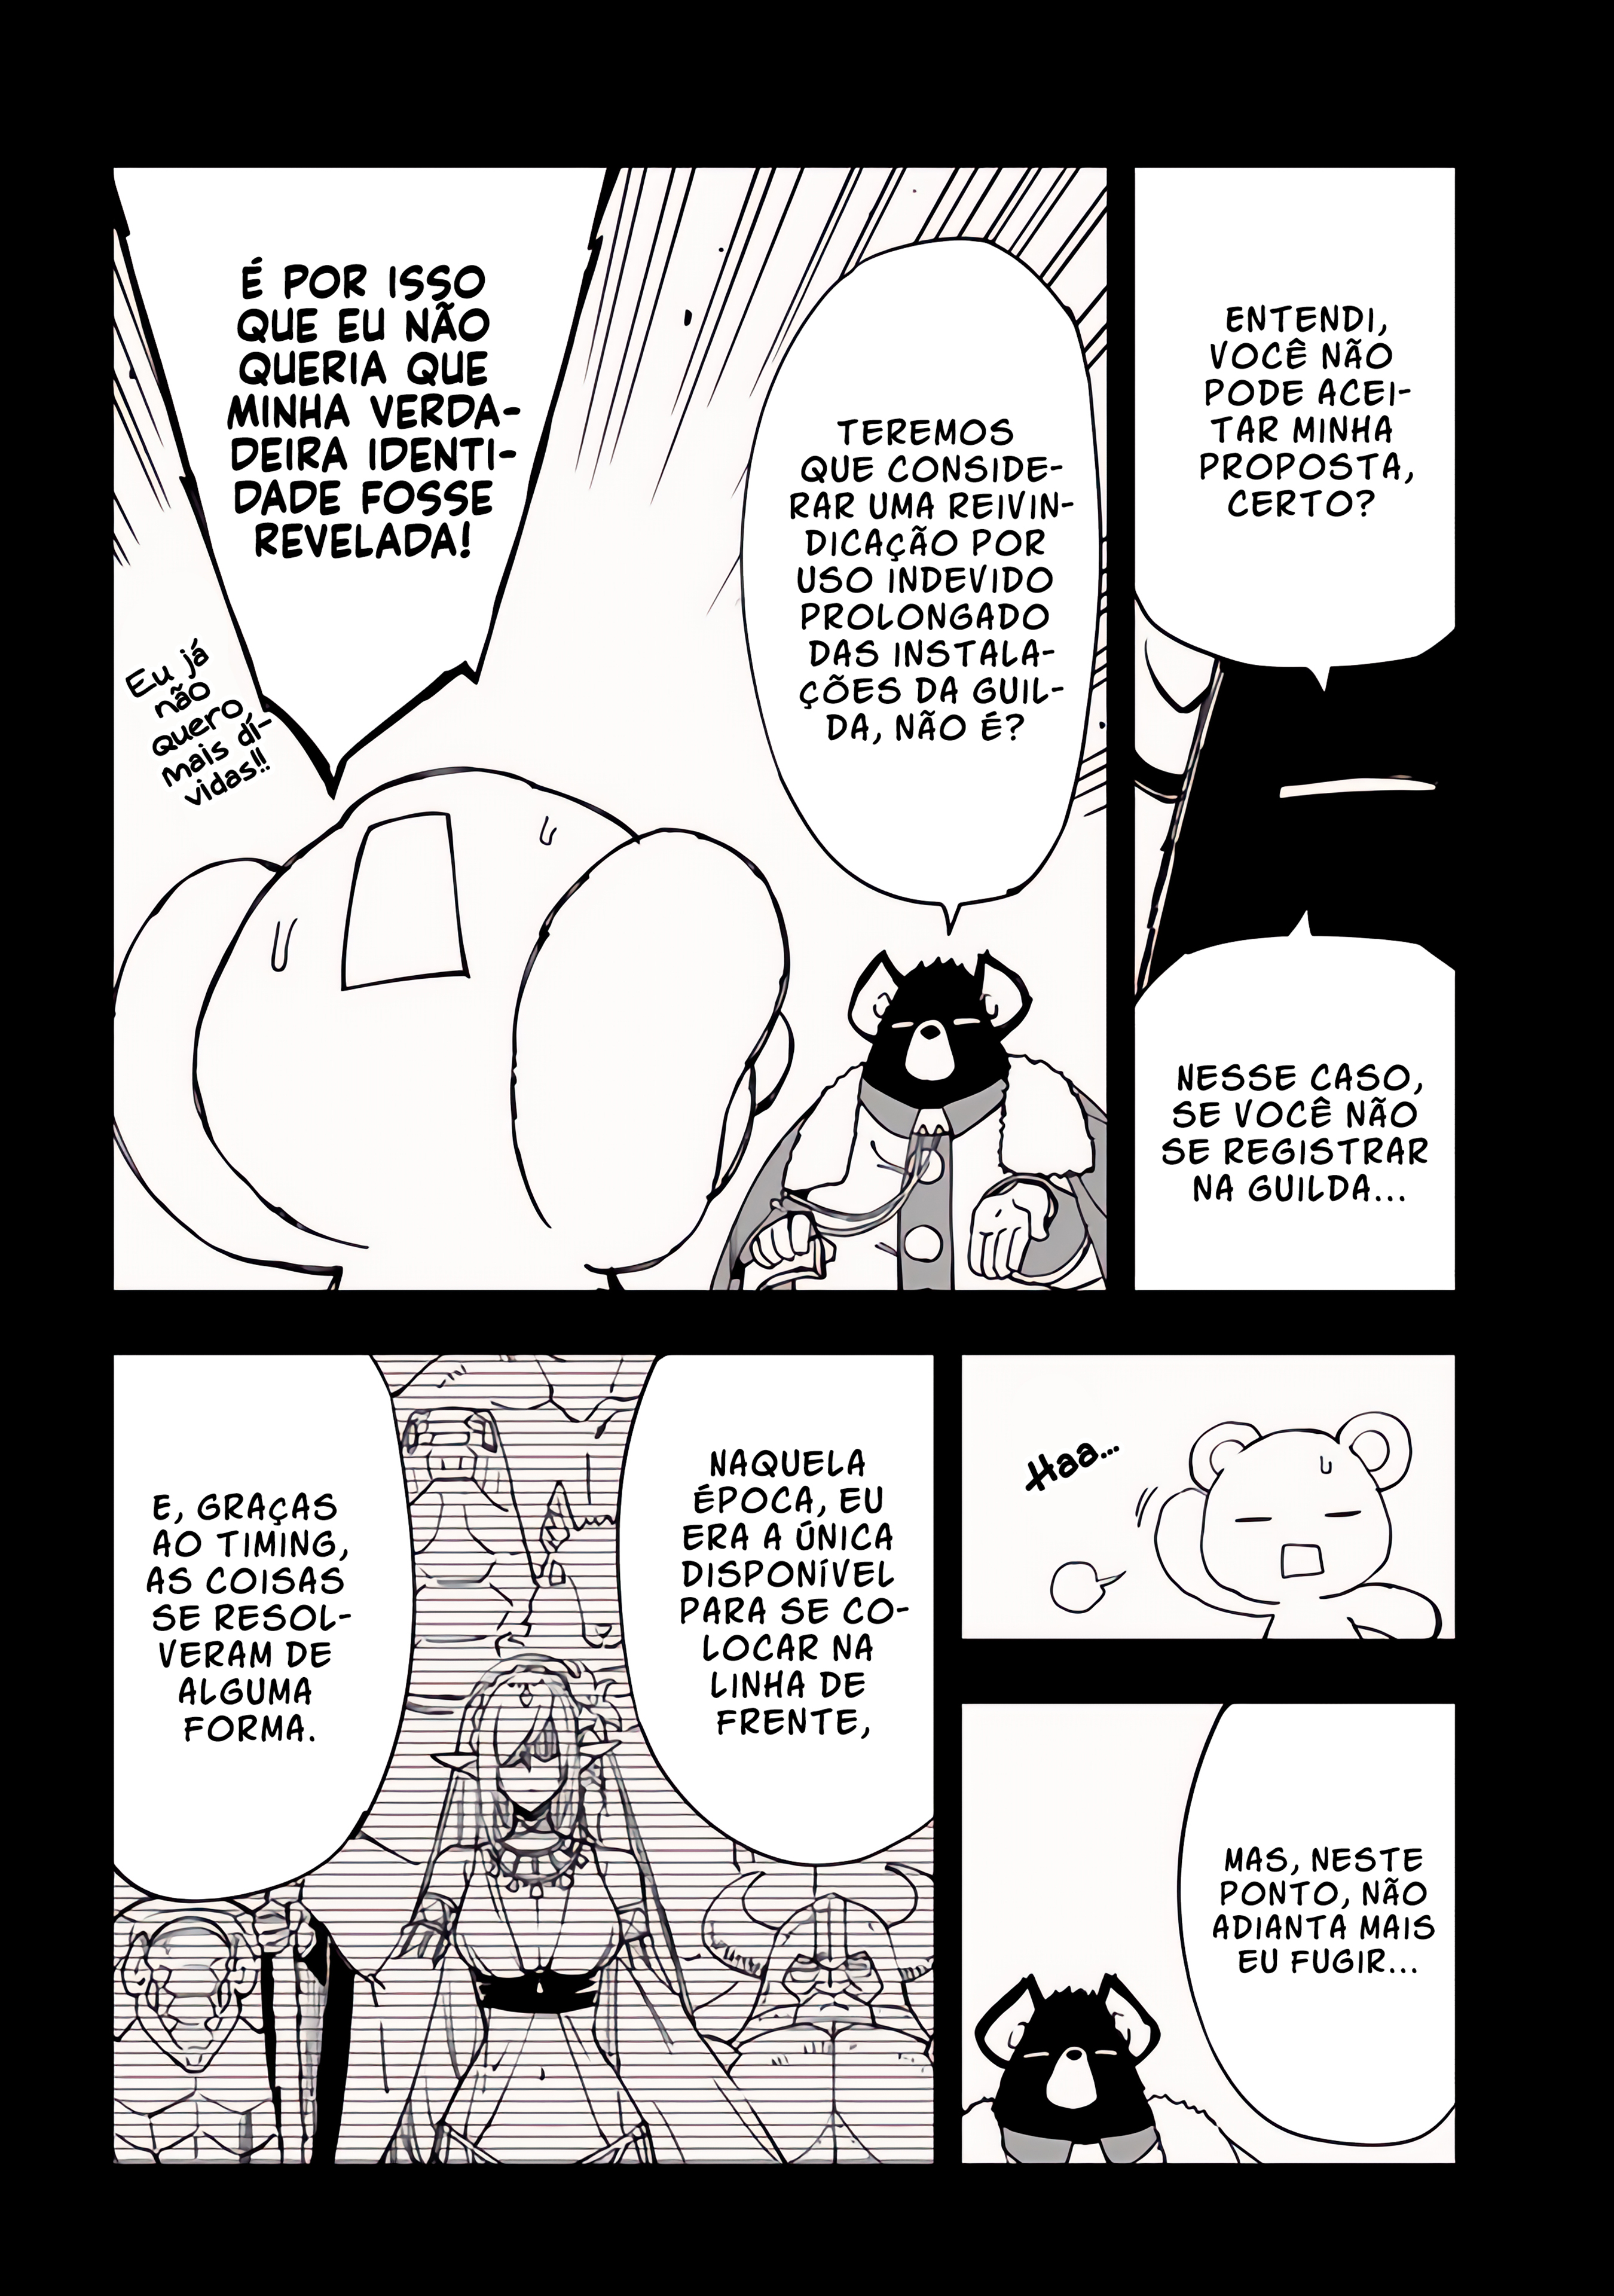 ENTENDI,
VOCÊ NÃO
PODE ACEI-
TAR MINHA
PROPOSTA,
CERTO?
NESSE CASO,
SE VOCÊ NÃO
SE REGISTRAR
NA GUILDA...
TEREMOS
QUE CONSIDE-
RAR UMA REIVIN-
DICAÇÃO POR
USO INDEVIDO
PROLONGADO
DAS INSTALA-
ÇÕES DA GUIL-
DA, NÃO É?
É POR ISSO
QUE EU NÃO
QUERIA QUE
MINHA VERDA-
DEIRA IDENTI-
DADE FOSSE
REVELADA!
Eu já
não
quero
mais dí-
vidas!!
Haa...
MAS, NESTE
PONTO, NÃO
ADIANTA MAIS
EU FUGIR...
NAQUELA
ÉPOCA, EU
ERA A ÚNICA
DISPONÍVEL
PARA SE CO-
LOCAR NA
LINHA DE
FRENTE,
E, GRAÇAS
AO TIMING,
AS COISAS
SE RESOL-
VERAM DE
ALGUMA
FORMA.